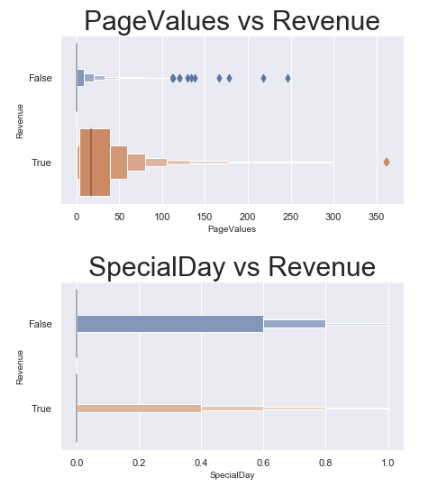 PageValues vs Revenue
False
True
Revenue
0 50 100 150 200 250 300 350
PageValues
SpecialDay vs Revenue
False
True
Revenue
0.0 0.2 0.4 0.6 0.8 1.0
SpecialDay